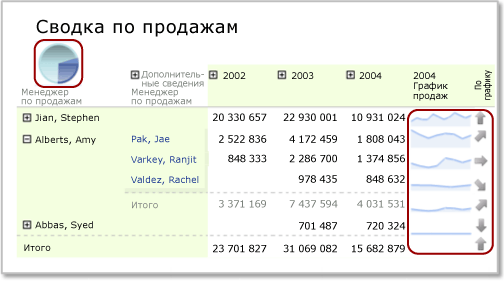 Сводка по продажам
Дополнитель-
ные сведения
Менеджер
по продажам
Менеджер
по продажам
2002
2003
2004
2004
График
продаж
По
графику
Jian, Stephen 20 330 657 22 930 001 10 931 024
Alberts, Amy Pak, Jae 2 522 836 4 172 459 1 808 043
Varkey, Ranjit 848 333 2 286 700 1 374 856
Valdez, Rachel 978 435 848 632
Итого 3 371 169 7 437 594 4 031 531
Abbas, Syed 701 487 720 324
Итого 23 701 827 31 069 082 15 682 879